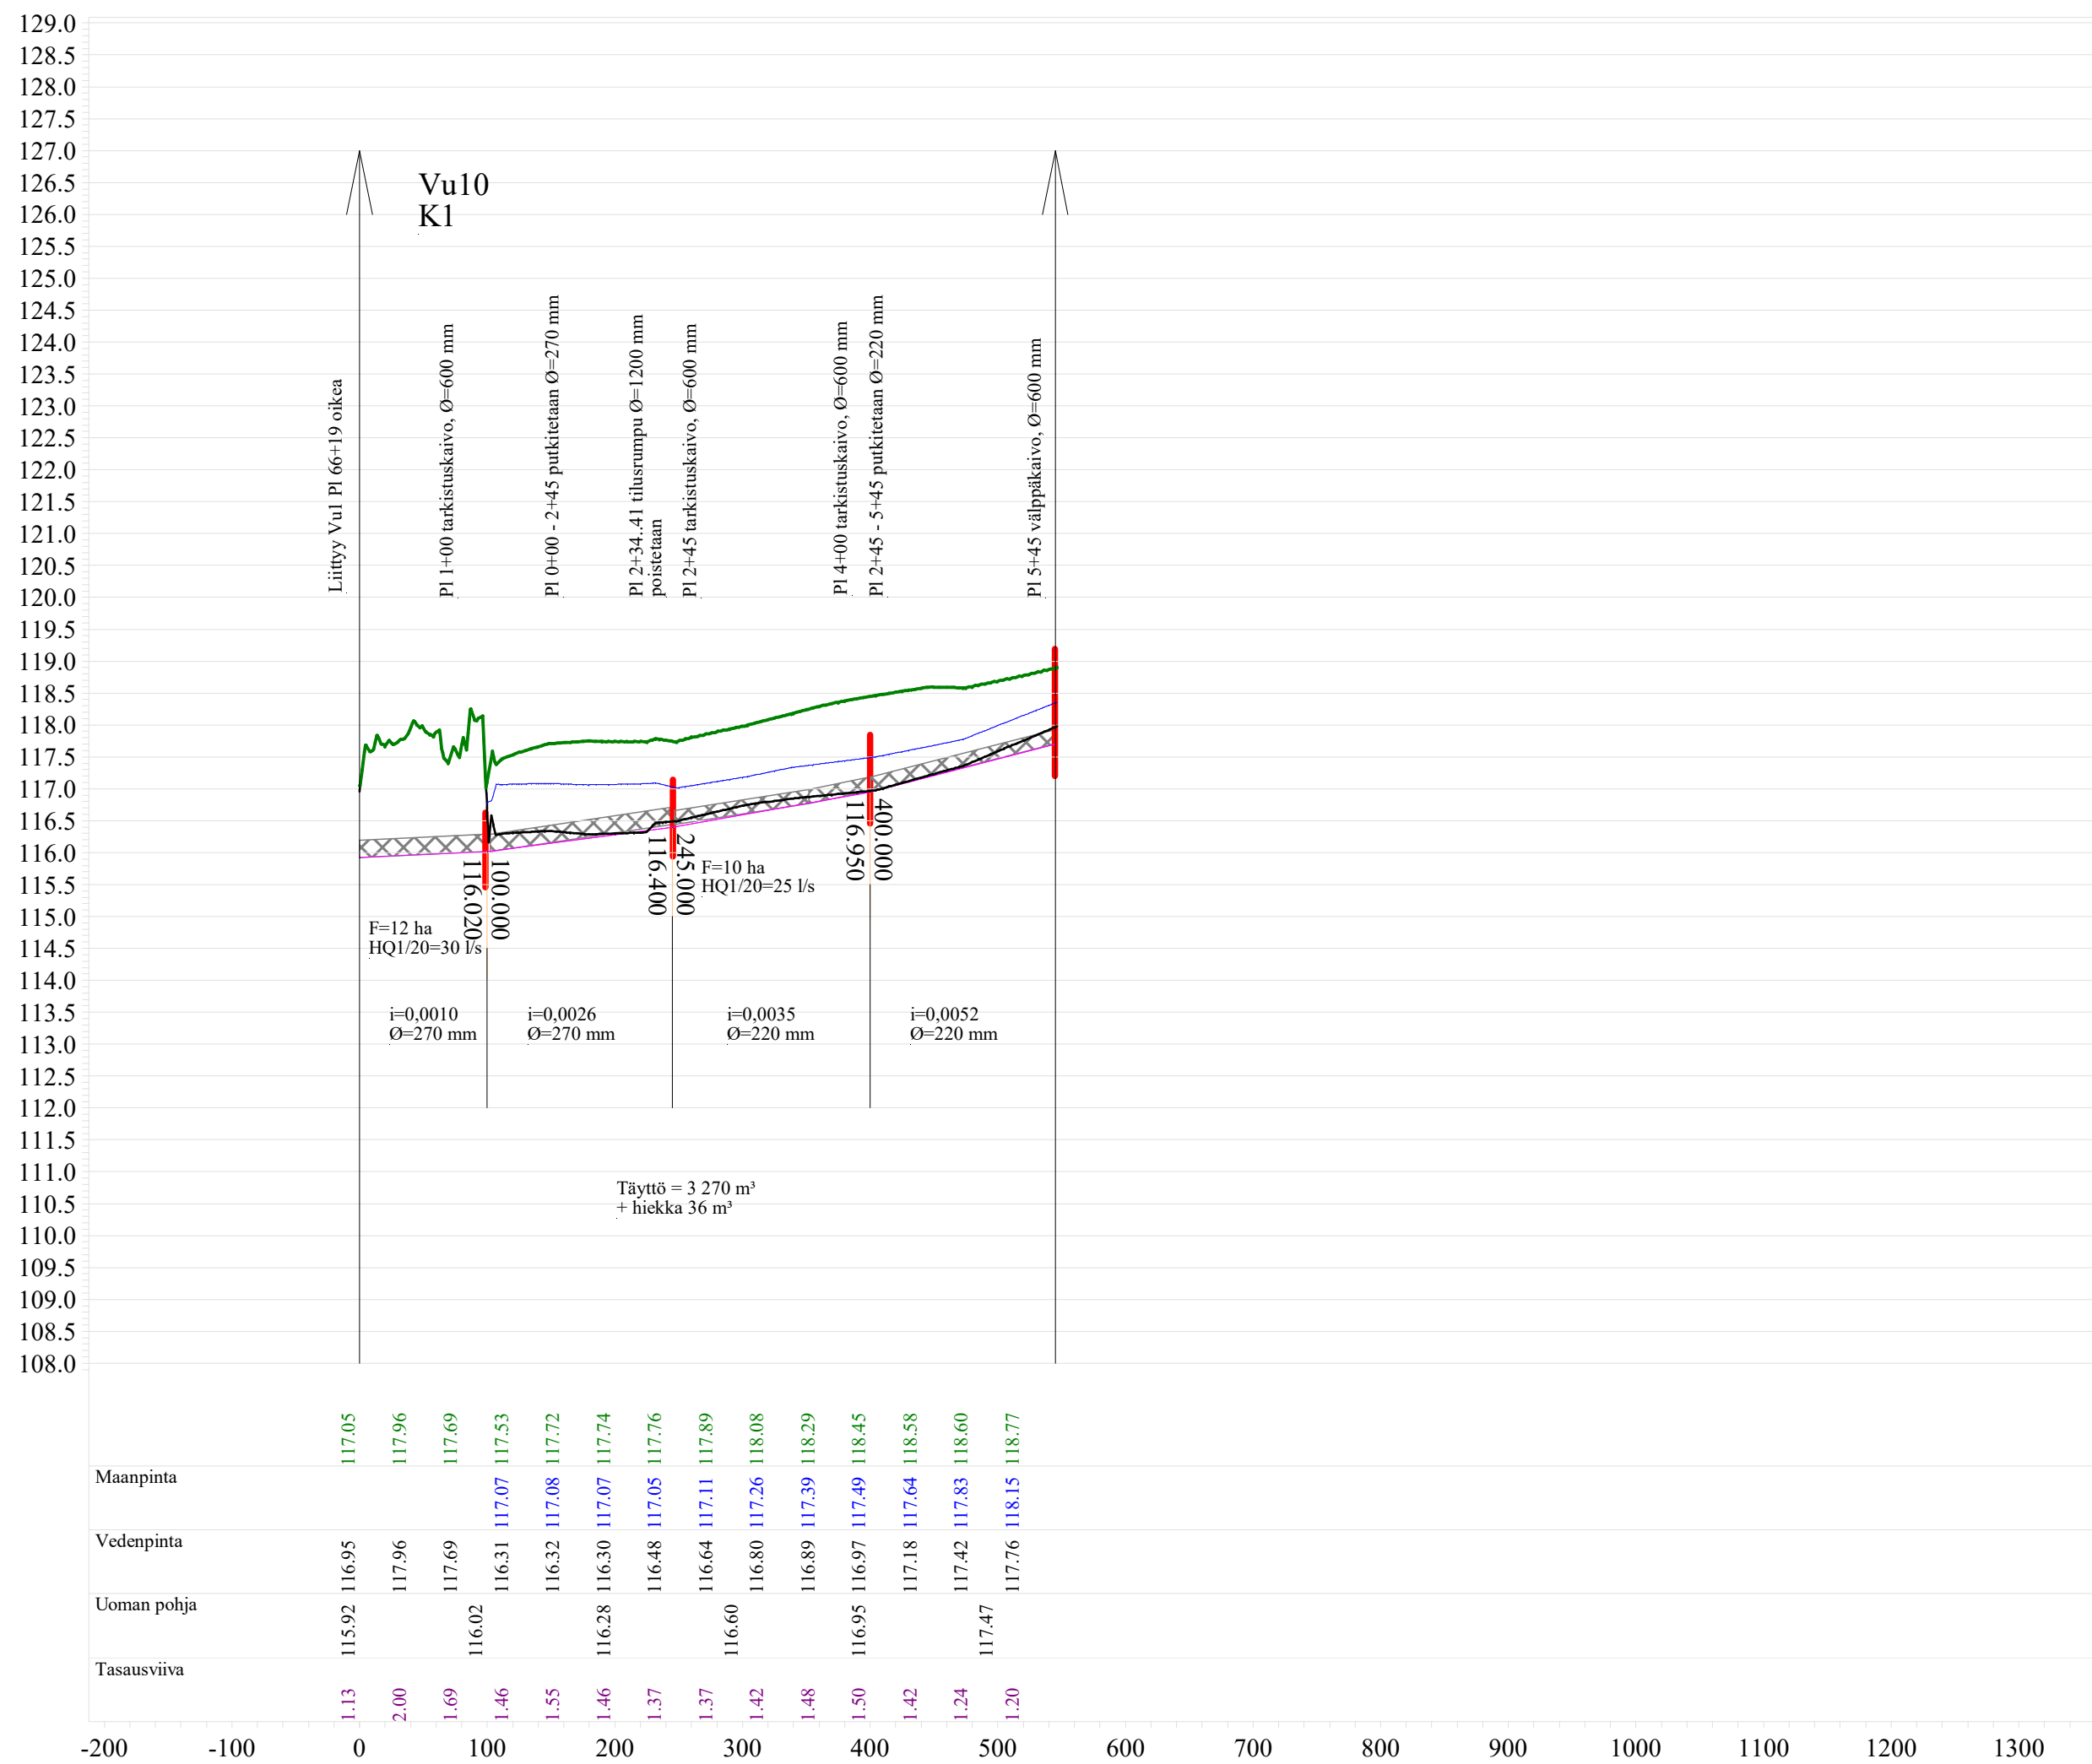 129.0
128.5
128.0
127.5
127.0
126.5
126.0
125.5
125.0
124.5
124.0
123.5
123.0
122.5
122.0
121.5
121.0
120.5
120.0
119.5
119.0
118.5
118.0
117.5
117.0
116.5
116.0
115.5
115.0
114.5
114.0
113.5
113.0
112.5
112.0
111.5
111.0
110.5
110.0
109.5
109.0
108.5
108.0
Vu10
K1
Liittyy Vu1 Pl 66+19 oikea
Pl 1+00 tarkistuskaivo, Ø=600 mm
Pl 0+00 - 2+45 putkitetaan Ø=270 mm
Pl 2+34..41 tilusrumpu Ø=1200 mm
poistetaan
Pl 2+45 tarkistuskaivo, Ø=600 mm
Pl 4+00 tarkistuskaivo, Ø=600 mm
Pl 2+45 - 5+45 putkitetaan Ø=220 mm
Pl 5+45 välppäkaivo, Ø=600 mm
116.020
100.000
116.400
245.000
116.950
400.000
F=12 ha
HQ1/20=30 l/s
F=10 ha
HQ1/20=25 l/s
i=0,0010
Ø=270 mm
i=0,0026
Ø=270 mm
i=0,0035
Ø=220 mm
i=0,0052
Ø=220 mm
Täyttö = 3 270 m³
+ hiekka 36 m³
117.05 117.96 117.69 117.53 117.72 117.74 117.76 117.89 118.08 118.29 118.45 118.58 118.60 118.77
Maanpinta
117.07 117.08 117.07 117.05 117.11 117.26 117.39 117.49 117.64 117.83 118.15
Vedenpinta
116.95 117.96 117.69 116.31 116.32 116.30 116.48 116.64 116.80 116.89 116.97 117.18 117.42 117.76
Uoman pohja
115.92 116.02 116.28 116.60 116.95 117.47
Tasausviiva
1.13 2.00 1.69 1.46 1.55 1.46 1.37 1.37 1.42 1.48 1.50 1.42 1.24 1.20
-200 -100 0 100 200 300 400 500 600 700 800 900 1000 1100 1200 1300